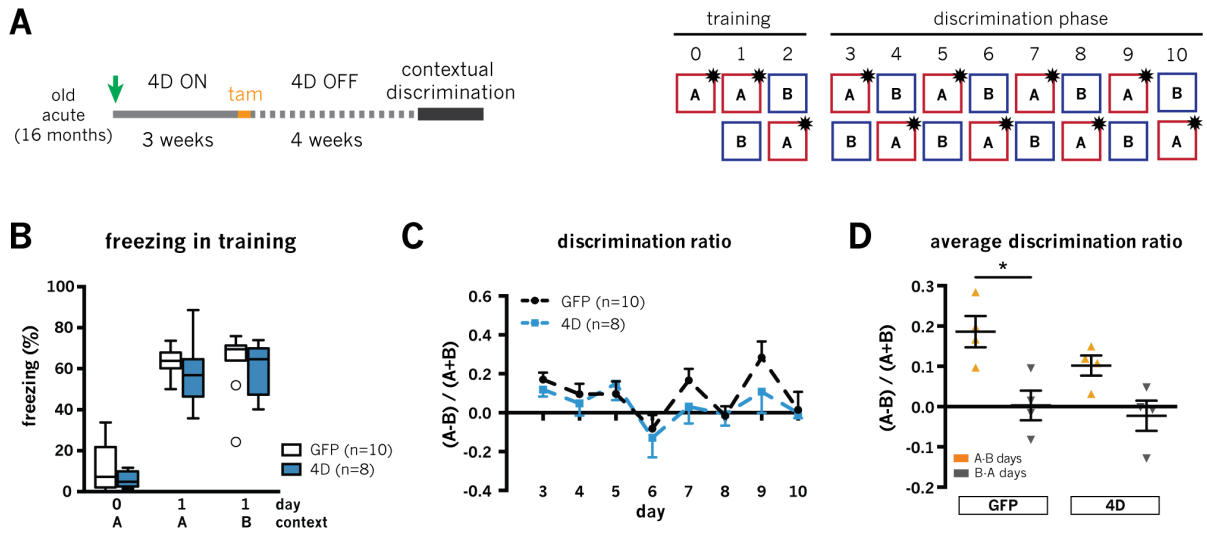 A
old
acute
(16 months)
4D ON
tam
4D OFF
contextual
discrimination
3 weeks
4 weeks
training
discrimination phase
0 1 2 3 4 5 6 7 8 9 10
A A B A B A B A B A B
B A B A B A B A B A
B
freezing in training
freezing (%)
100
80
60
40
20
0
GFP (n=10)
4D (n=8)
0 1 1 day
A A B context
C
discrimination ratio
(A-B) / (A+B)
0.6
0.4
0.2
0.0
-0.2
-0.4
GFP (n=10)
4D (n=8)
3 4 5 6 7 8 9 10
day
D
average discrimination ratio
(A-B) / (A+B)
0.3
0.2
0.1
0.0
-0.1
-0.2
*
A-B days
B-A days
GFP 4D